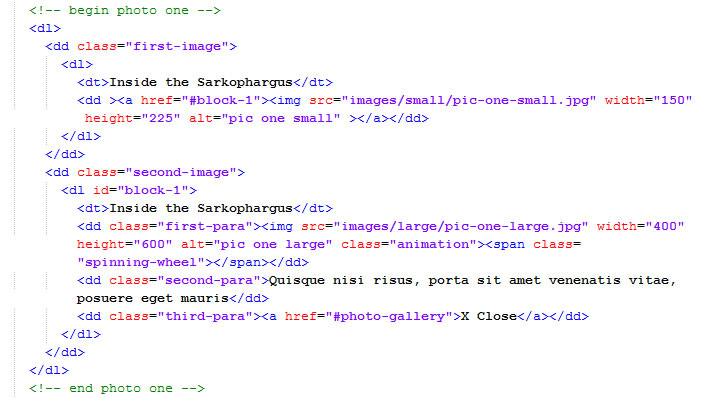 <!-- begin photo one -->
<dl>
<dd class="first-image">
<dl>
<dt>Inside the Sarkophargus</dt>
<dd ><a href="#block-1"><img src="images/small/pic-one-small.jpg" width="150"
height="225" alt="pic one small" ></a></dd>
</dl>
</dd>
<dd class="second-image">
<dl id="block-1">
<dt>Inside the Sarkophargus</dt>
<dd class="first-para"><img src="images/large/pic-one-large.jpg" width="400"
height="600" alt="pic one large" class="animation"><span class=
"spinning-wheel"></span></dd>
<dd class="second-para">Quisque nisi risus, porta sit amet venenatis vitae,
posuere eget mauris</dd>
<dd class="third-para"><a href="#photo-gallery">X Close</a></dd>
</dl>
</dd>
</dl>
<!-- end photo one -->